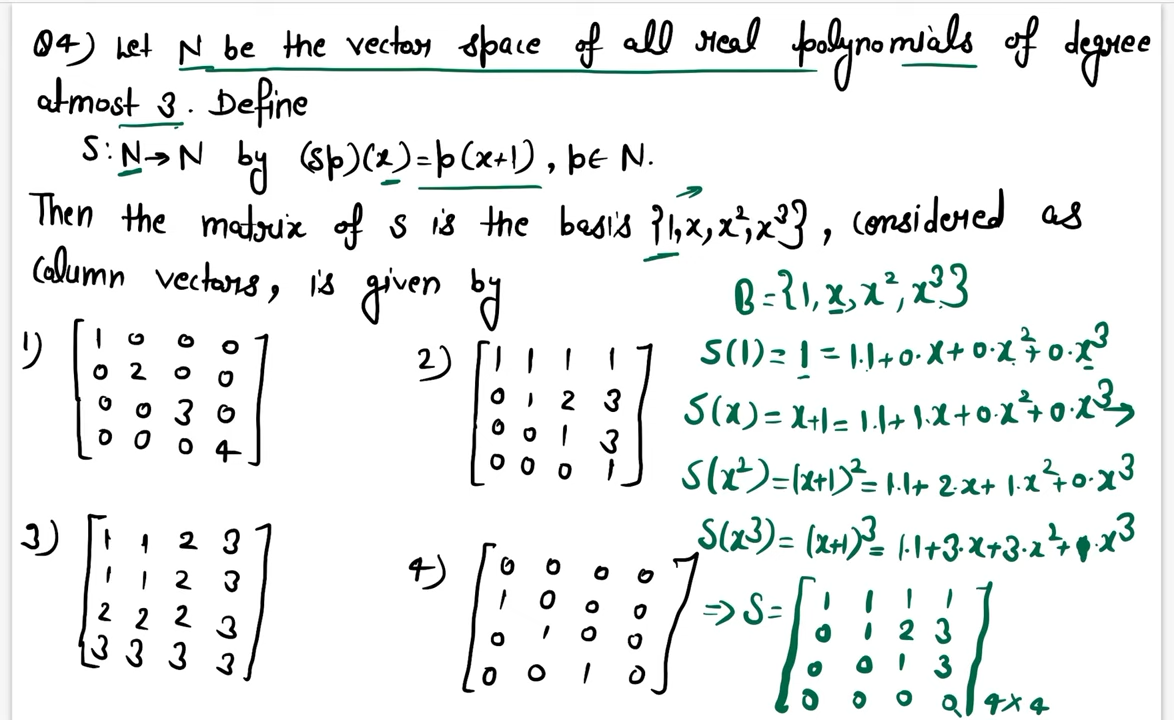 Q4) Let N be the vector space of all real polynomials of degree
atmost 3. Define
S: N→N by (Sp)(x)=p(x+1), p∈ N.
Then the matrix of S is the basis {1,x,x²,x³}, considered as
column vectors, is given by
B={1,x,x²,x³}
1) [1 0 0 0
0 2 0 0
0 0 3 0
0 0 0 4]
2) [1 1 1 1
0 1 2 3
0 0 1 3
0 0 0 1]
S(1)= 1 = 1.1+0.x+0.x²+0.x³
S(x)=x+1= 1.1+1.x+0.x²+0.x³
S(x²)=(x+1)²=1.1+2.x+1.x²+0.x³
3) [1 1 2 3
1 1 2 3
2 2 2 3
3 3 3 3]
4) [0 0 0 0
1 0 0 0
0 1 0 0
0 0 1 0]
S(x³)=(x+1)³=1.1+3.x+3.x²+1.x³
⇒S= [1 1 1 1
0 1 2 3
0 0 1 3
0 0 0 0] 4×4